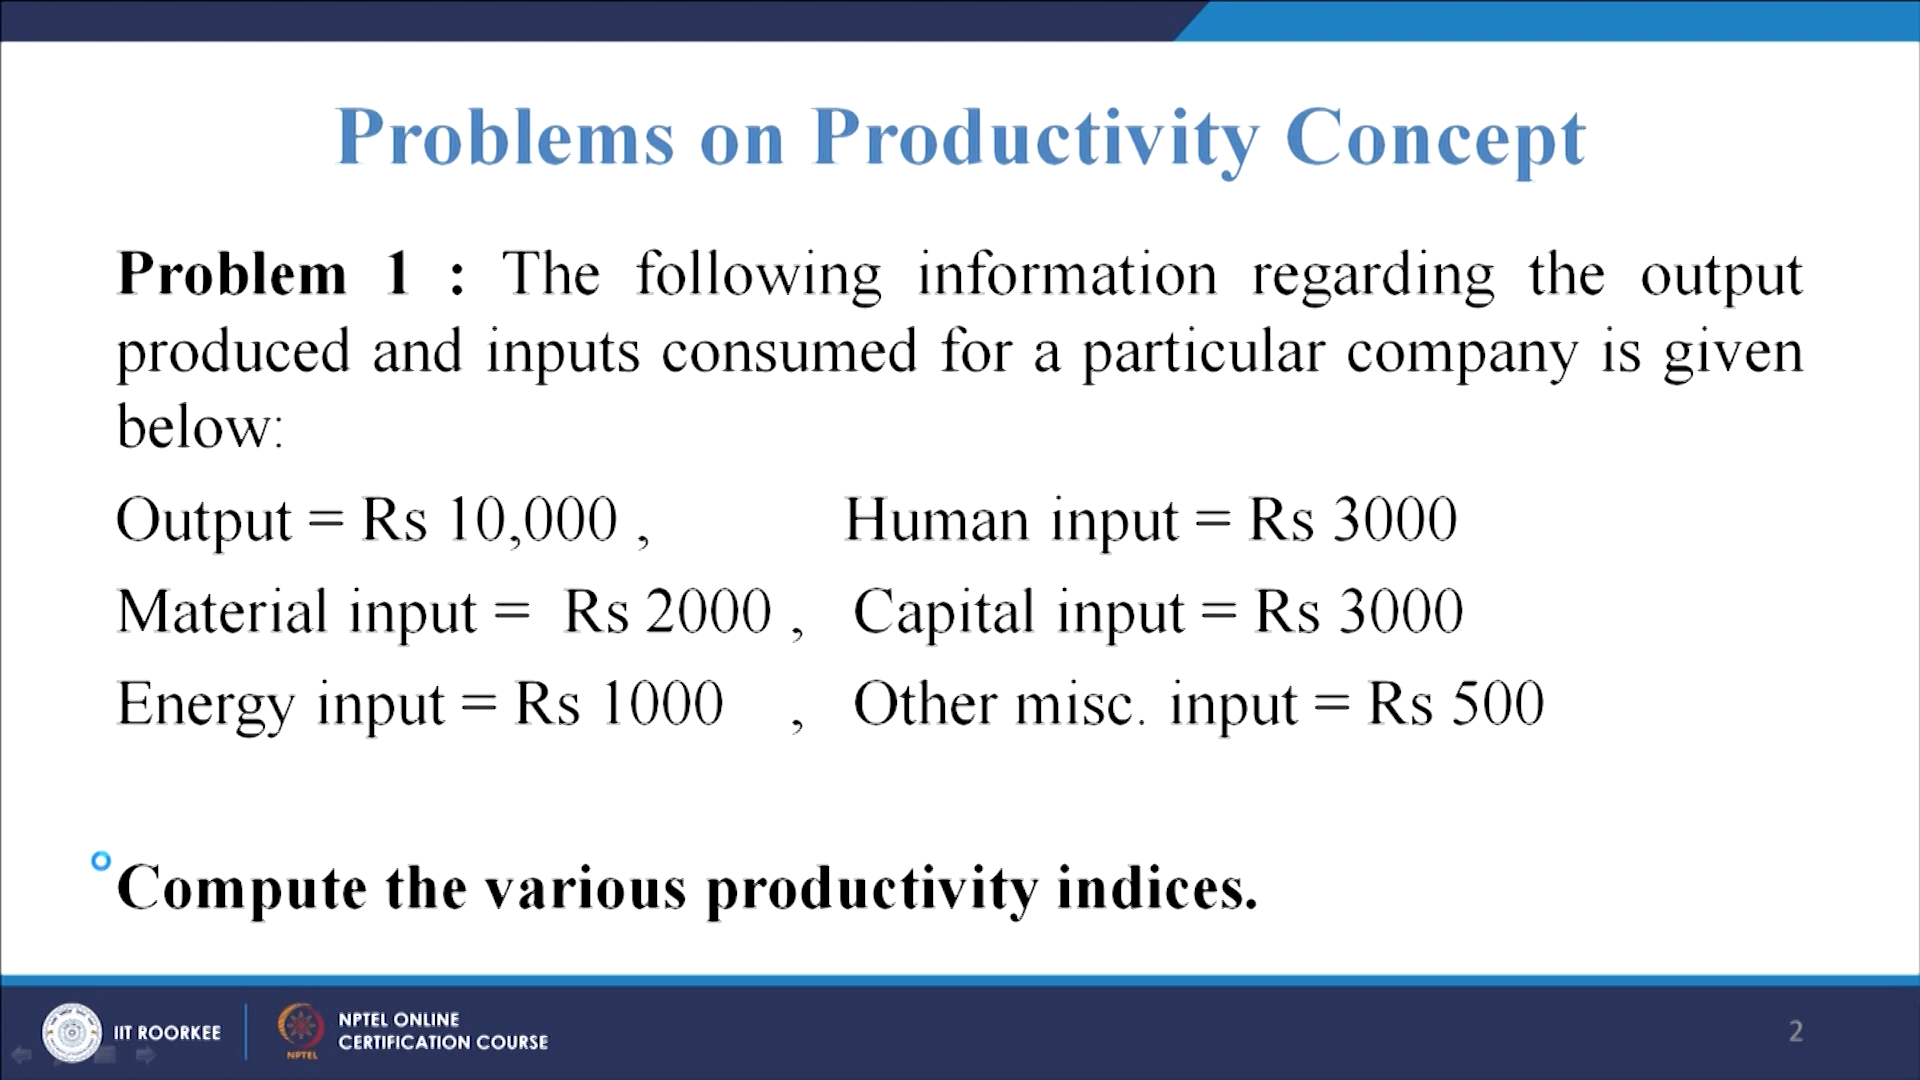 Problems on Productivity Concept
Problem 1 : The following information regarding the output
produced and inputs consumed for a particular company is given
below:
Output = Rs 10,000 , Human input = Rs 3000
Material input = Rs 2000 , Capital input = Rs 3000
Energy input = Rs 1000 , Other misc. input = Rs 500
Compute the various productivity indices.
IIT ROORKEE
NPTEL
NPTEL ONLINE
CERTIFICATION COURSE
2